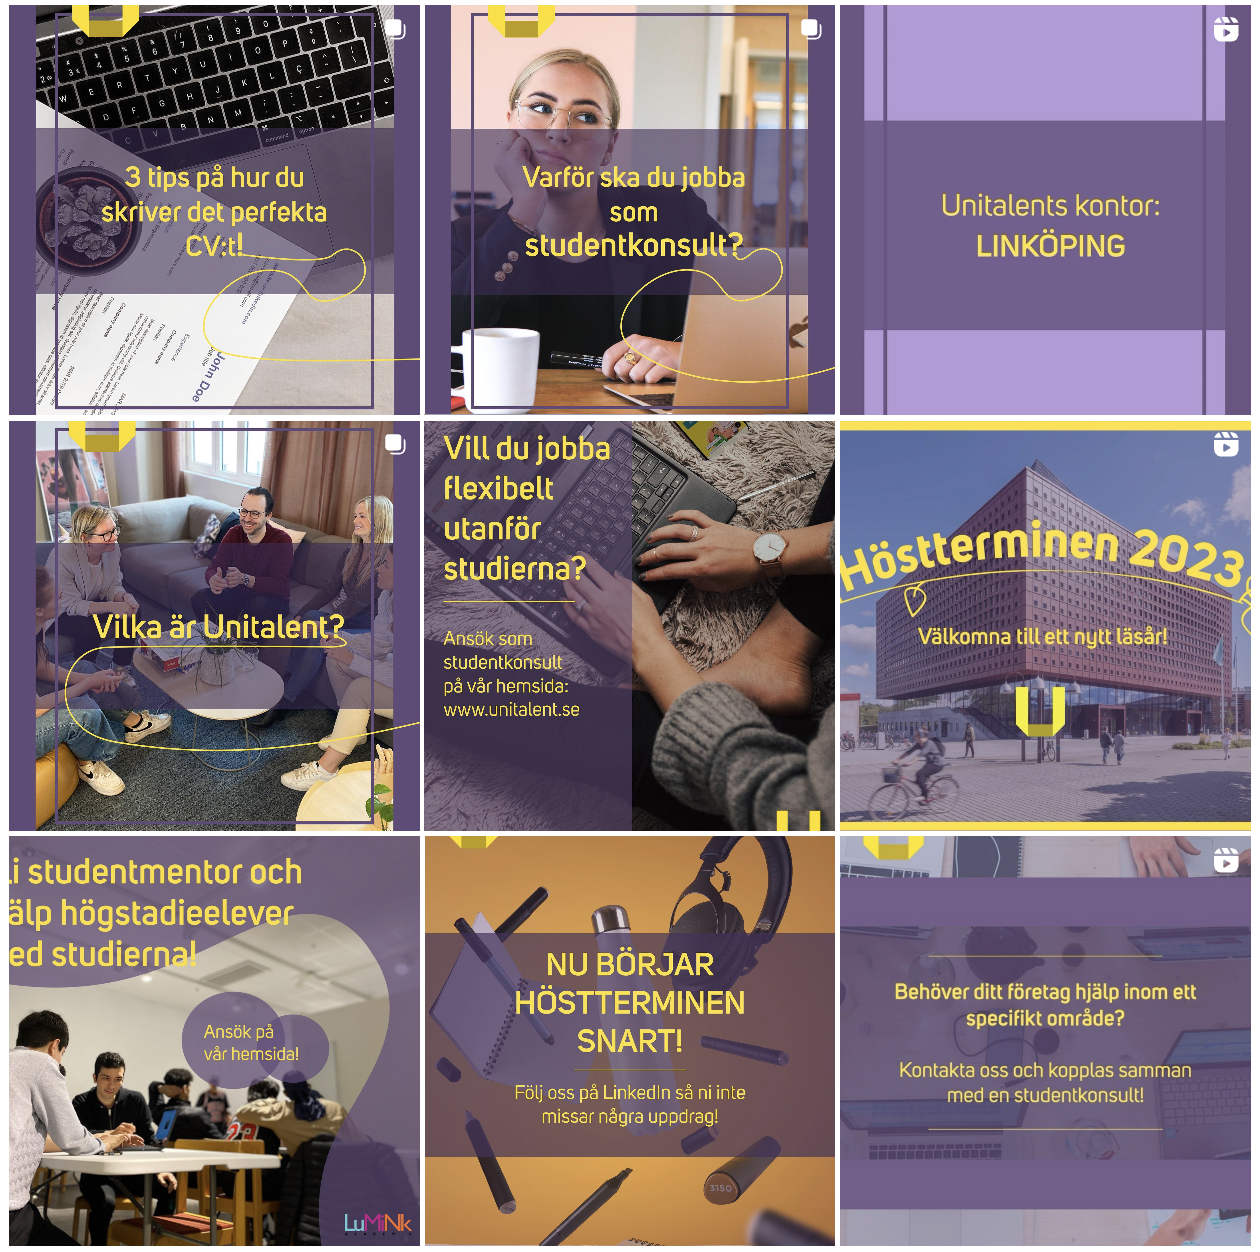 3 tips på hur du
skriver det perfekta
CV:t!
John Doe
Varför ska du jobba
som
studentkonsult?
Unitalents kontor:
LINKÖPING
Vilka är Unitalent?
Vill du jobba
flexibelt
utanför
studierna?
Ansök som
studentkonsult
på vår hemsida:
www.unitalent.se
Höstterminen 2023
Välkomna till ett nytt läsår!
li studentmentor och
älp högstadieelever
ed studierna!
Ansök på
vår hemsida!
LuMiNk
ACADEMY
NU BÖRJAR
HÖSTTERMINEN
SNART!
Följ oss på LinkedIn så ni inte
missar några uppdrag!
3150
Behöver ditt företag hjälp inom ett
specifikt område?
Kontakta oss och kopplas samman
med en studentkonsult!